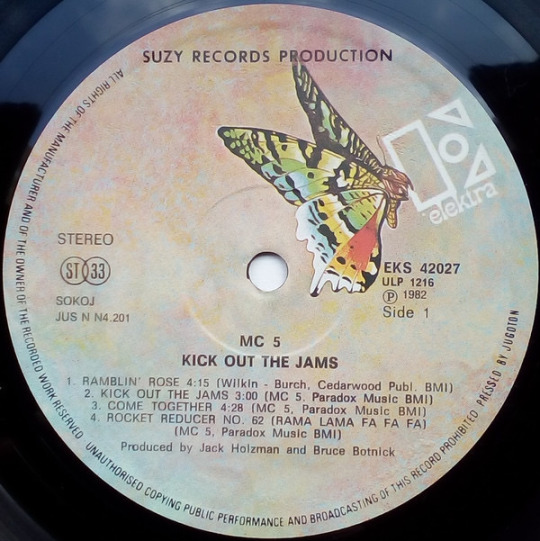 SUZY RECORDS PRODUCTION
ALL RIGHTS OF THE MANUFACTURER AND OF THE OWNER OF THE RECORDED WORK RESERVED · UNAUTHORISED COPYING PUBLIC PERFORMANCE AND BROADCASTING OF THIS RECORD PROHIBITED. PRESSED BY JUGOTON
elektra
STEREO
ST 33
SOKOJ
JUS N N4.201
EKS 42027
ULP 1216
Ⓟ 1982
Side 1
MC 5
KICK OUT THE JAMS
1. RAMBLIN' ROSE 4:15 (Wilkin - Burch, Cedarwood Publ. BMI)
2. KICK OUT THE JAMS 3:00 (MC 5, Paradox Music BMI)
3. COME TOGETHER 4:28 (MC 5, Paradox Music BMI)
4. ROCKET REDUCER NO. 62 (RAMA LAMA FA FA FA)
(MC 5, Paradox Music BMI)
Produced by Jack Holzman and Bruce Botnick